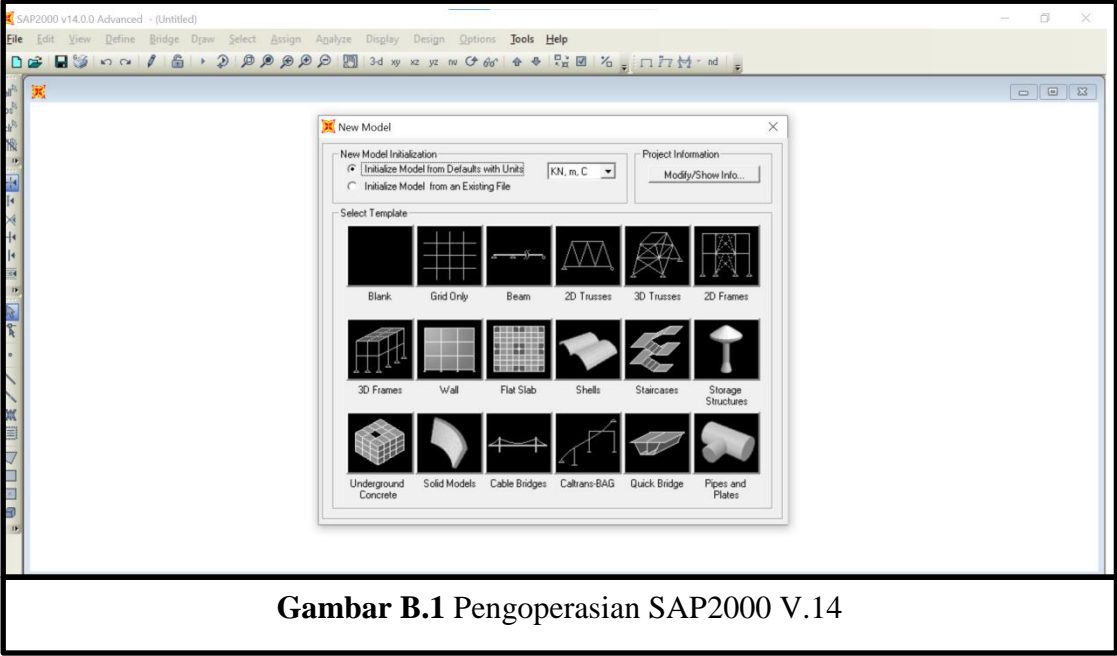 SAP2000 v14.0.0 Advanced - (Untitled)
File Edit View Define Bridge Draw Select Assign Analyze Display Design Options Tools Help
3-d xy xz yz nv nd
New Model
New Model Initialization
Project Information
Initialize Model from Defaults with Units
KN, m, C
Modify/Show Info...
Initialize Model from an Existing File
Select Template
Blank Grid Only Beam 2D Trusses 3D Trusses 2D Frames
3D Frames Wall Flat Slab Shells Staircases Storage Structures
Underground Concrete Solid Models Cable Bridges Caltrans-BAG Quick Bridge Pipes and Plates
Gambar B.1 Pengoperasian SAP2000 V.14